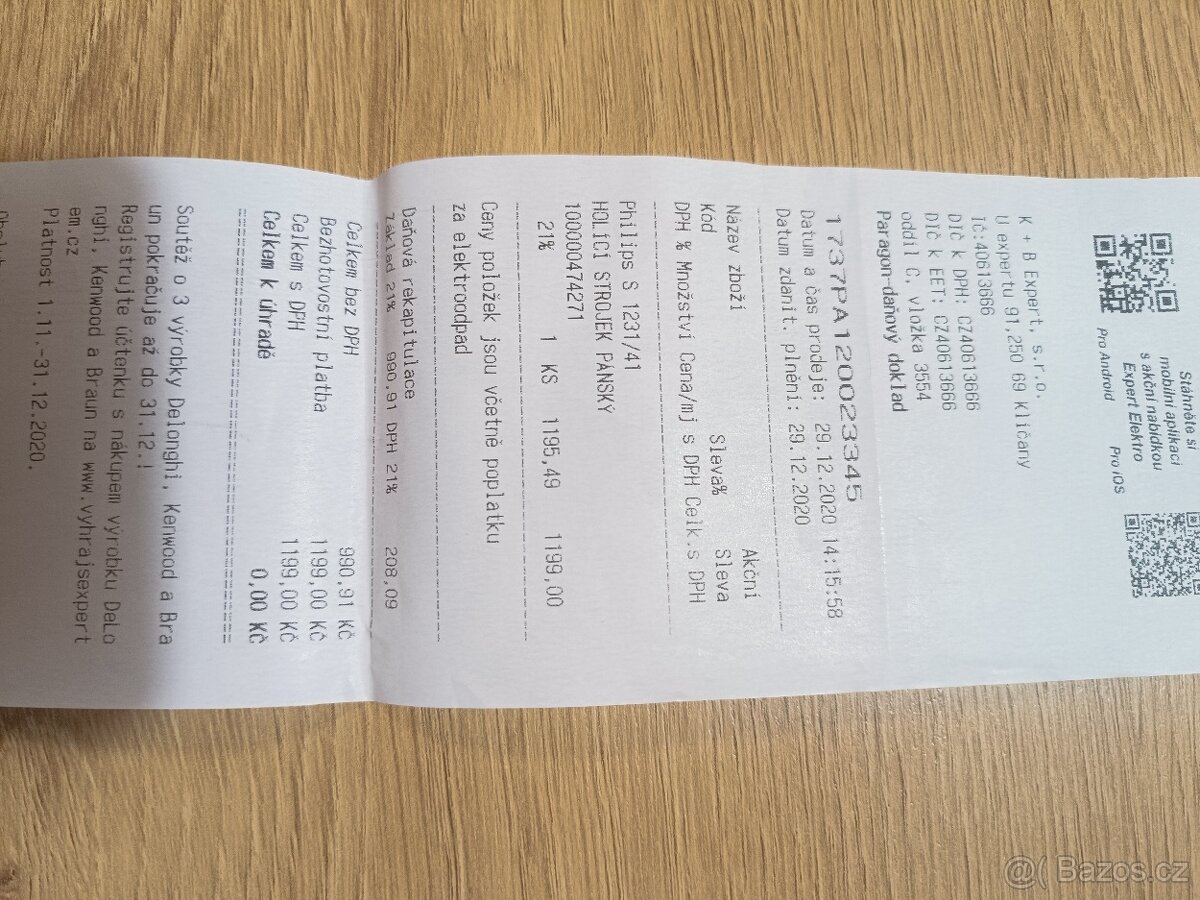 Stáhněte si
mobilní aplikaci
s akční nabídkou
Expert Elektro
Pro Android Pro iOS
K + B Expert, s.r.o.
U expertu 91,250 69 Klíčany
IČ:40613666
DIČ k DPH: CZ40613666
DIČ k EET: CZ40613666
oddíl C, vložka 3554
Paragon-daňový doklad
1737PA120023345
Datum a čas prodeje: 29.12.2020 14:15:58
Datum zdanit. plnění: 29.12.2020
Název zboží Akční
Kód Sleva% Sleva
DPH % Množství Cena/mj s DPH Celk.s DPH
Philips S 1231/41
HOLÍCÍ STROJEK PÁNSKÝ
1000000474271
21% 1 KS 1195,49 1199,00
Ceny položek jsou včetně poplatku
za elektroodpad
Daňová rekapitulace
Základ 21% 990,91 DPH 21% 208,09
Celkem bez DPH 990,91 Kč
Bezhotovostní platba 1199,00 Kč
Celkem s DPH 1199,00 Kč
Celkem k úhradě 0,00 Kč
Soutěž o 3 výrobky Delonghi, Kenwood a Bra
un pokračuje až do 31.12.!
Registrujte účtenku s nákupem výrobku DeLo
nghi, Kenwood a Braun na www.vyhrajsexpert
em.cz
Platnost 1.11.-31.12.2020.
@( Bazos.cz